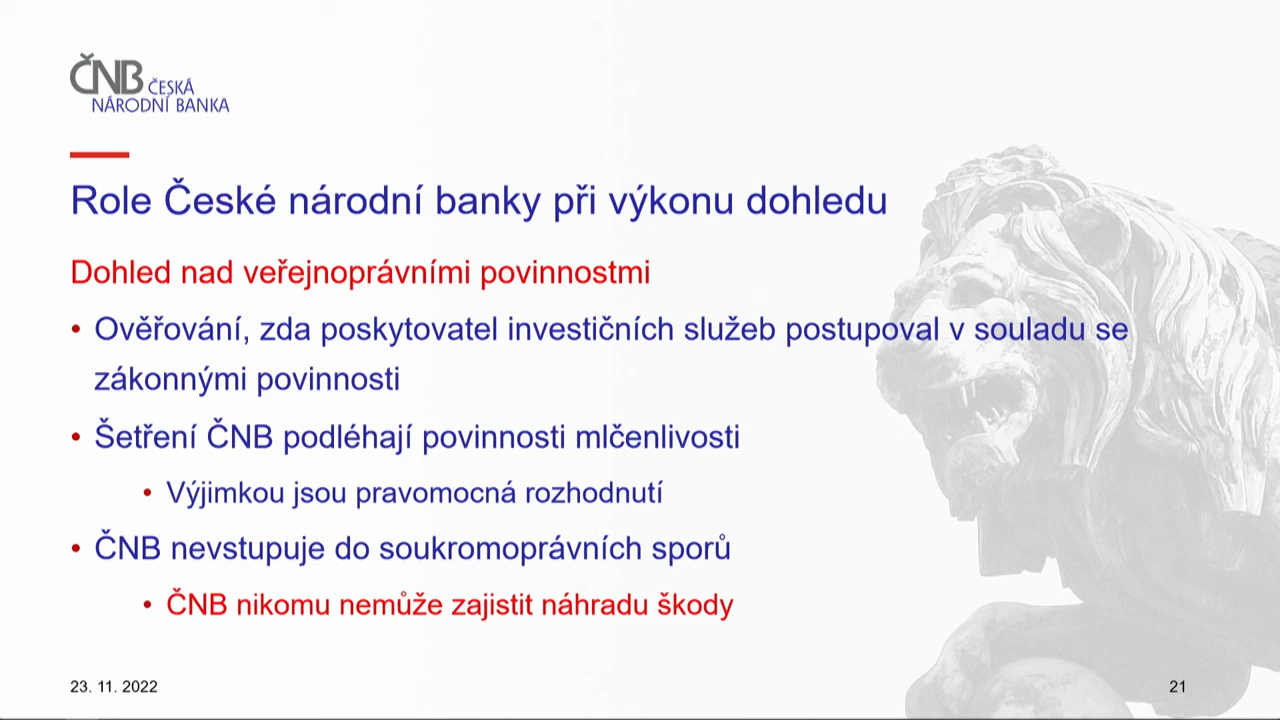 ČNB ČESKÁ
NÁRODNÍ BANKA
Role České národní banky při výkonu dohledu
Dohled nad veřejnoprávními povinnostmi
• Ověřování, zda poskytovatel investičních služeb postupoval v souladu se
zákonnými povinnosti
• Šetření ČNB podléhají povinnosti mlčenlivosti
• Výjimkou jsou pravomocná rozhodnutí
• ČNB nevstupuje do soukromoprávních sporů
• ČNB nikomu nemůže zajistit náhradu škody
23. 11. 2022
21